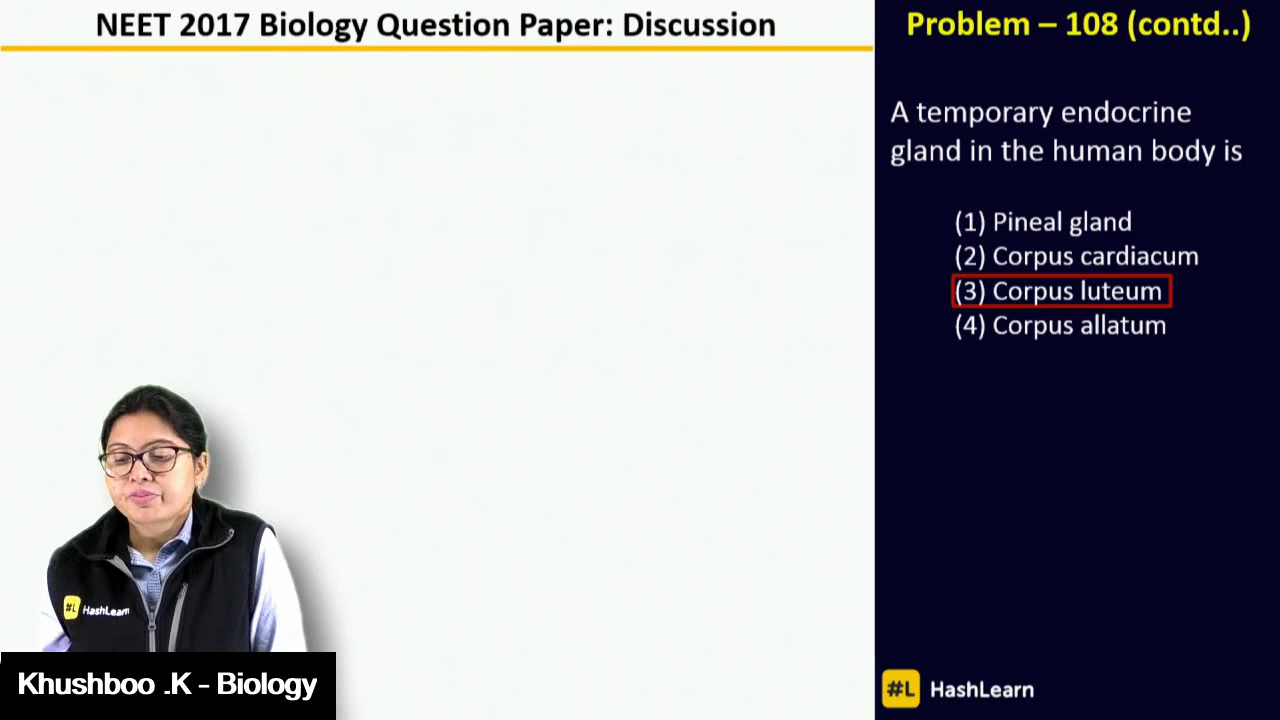 NEET 2017 Biology Question Paper: Discussion
Problem – 108 (contd..)
A temporary endocrine
gland in the human body is
(1) Pineal gland
(2) Corpus cardiacum
(3) Corpus luteum
(4) Corpus allatum
#L HashLearn
Khushboo .K - Biology
#L HashLearn